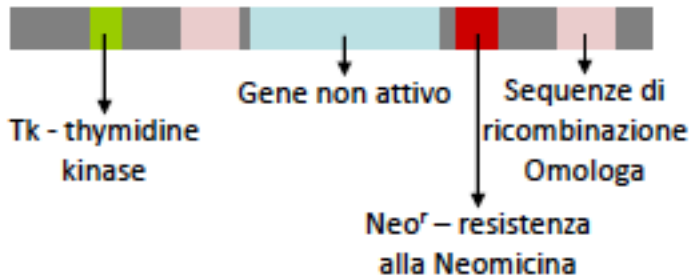 Tk - thymidine
kinase
Gene non attivo
Neoʳ – resistenza
alla Neomicina
Sequenze di
ricombinazione
Omologa